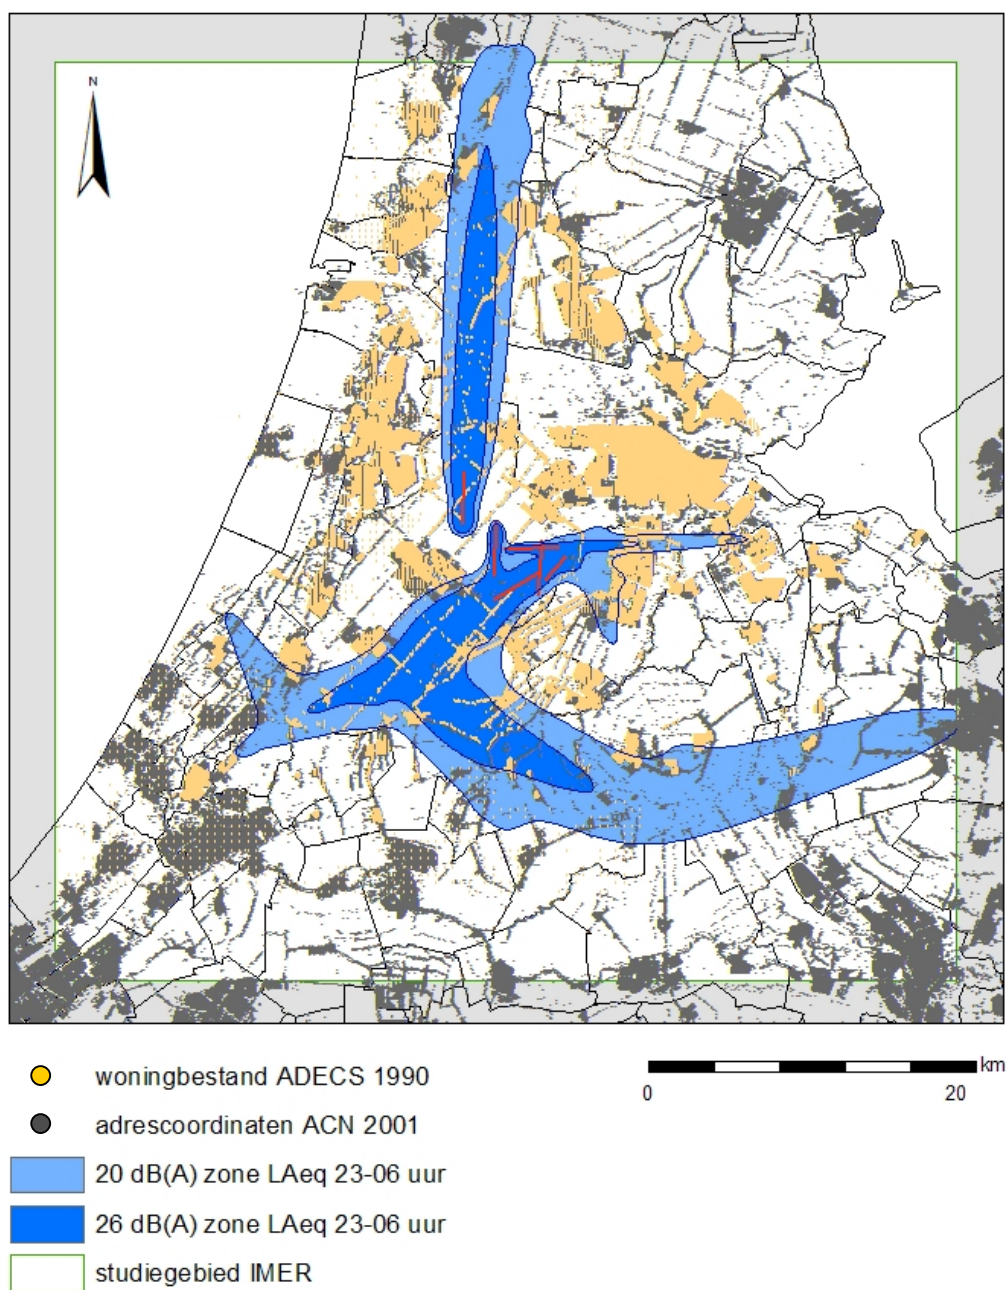 N
woningbestand ADECS 1990
adrescoordinaten ACN 2001
20 dB(A) zone LAeq 23-06 uur
26 dB(A) zone LAeq 23-06 uur
studiegebied IMER
km
0 20